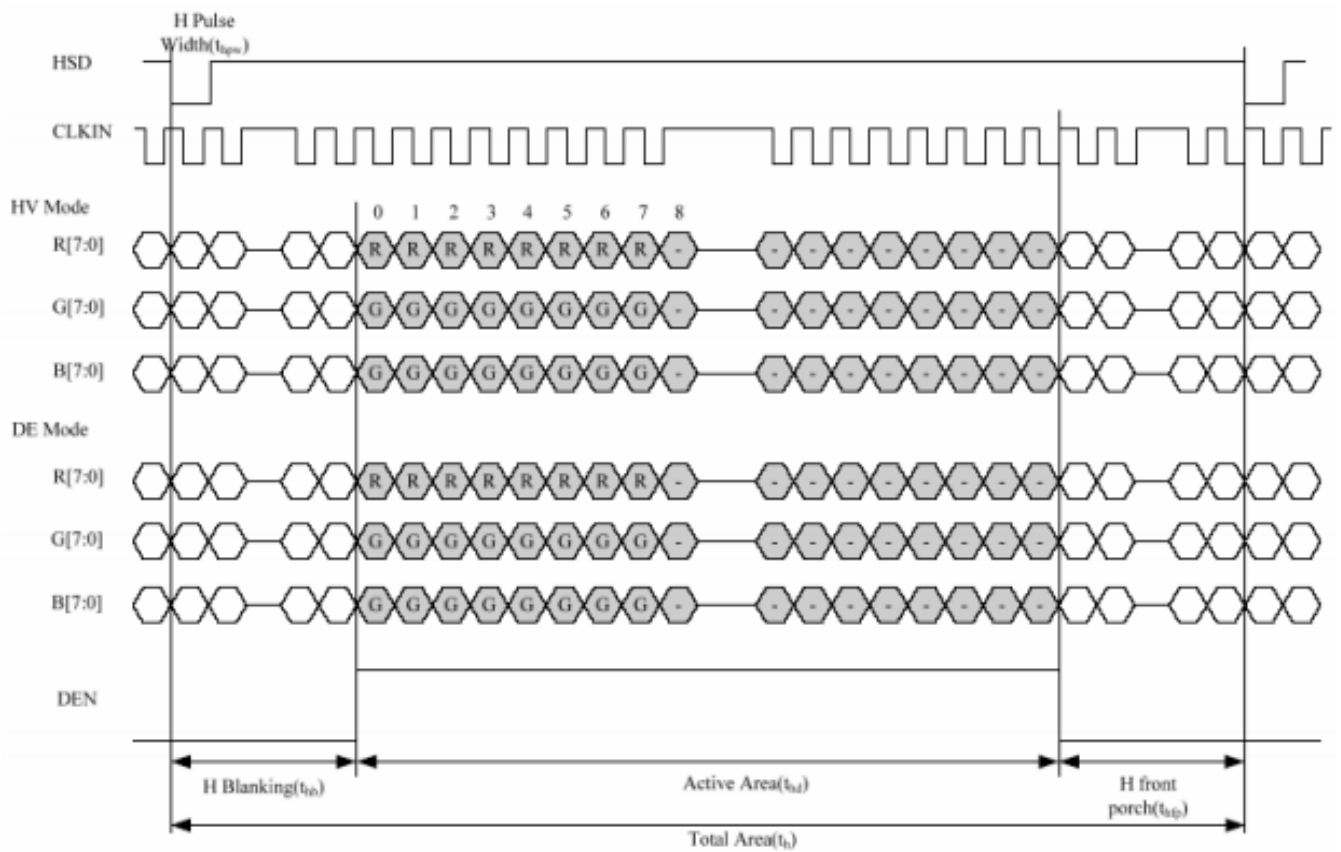 H Pulse
Width(thpw)
HSD
CLKIN
HV Mode
0 1 2 3 4 5 6 7 8
R[7:0] R R R R R R R R - - - - - - - - -
G[7:0] G G G G G G G G - - - - - - - - -
B[7:0] G G G G G G G G - - - - - - - - -
DE Mode
R[7:0] R R R R R R R R - - - - - - - - -
G[7:0] G G G G G G G G - - - - - - - - -
B[7:0] G G G G G G G G - - - - - - - - -
DEN
H Blanking(thb)
Active Area(thd)
H front
porch(thfp)
Total Area(th)